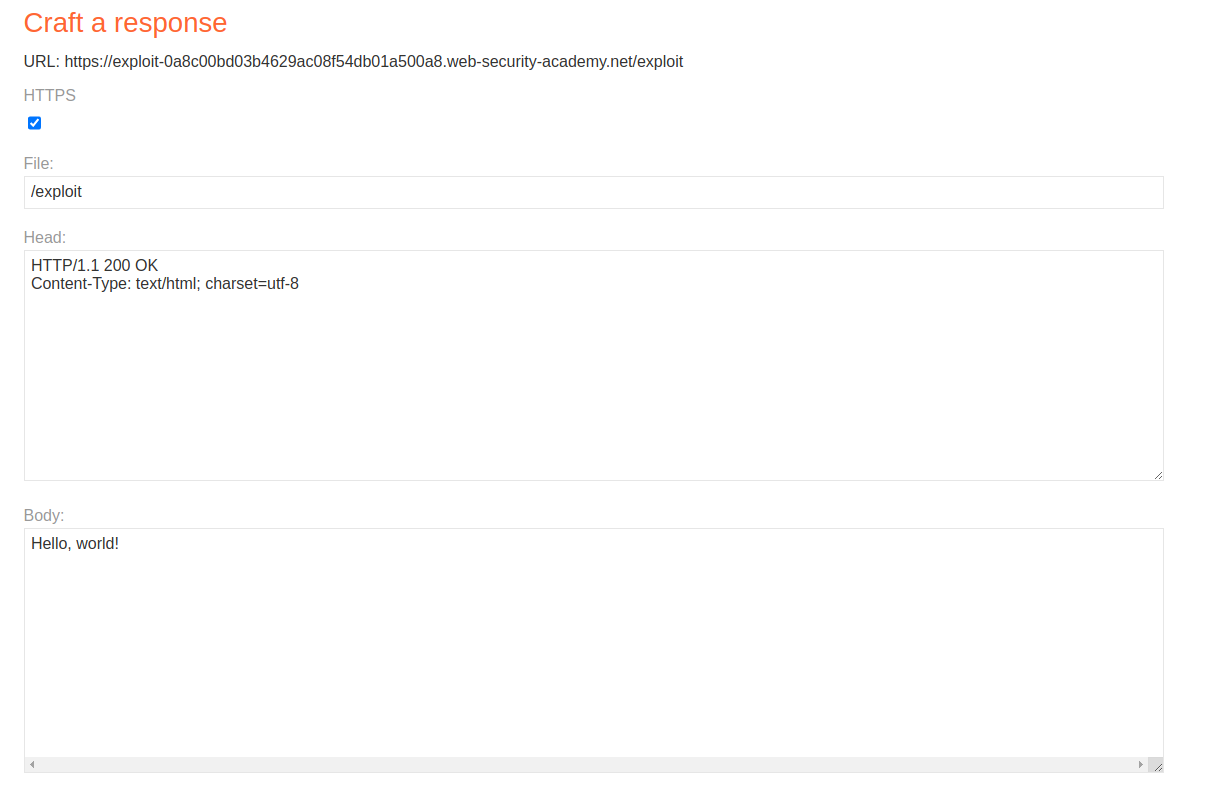 Craft a response
URL: https://exploit-0a8c00bd03b4629ac08f54db01a500a8.web-security-academy.net/exploit
HTTPS
File:
/exploit
Head:
HTTP/1.1 200 OK
Content-Type: text/html; charset=utf-8
Body:
Hello, world!